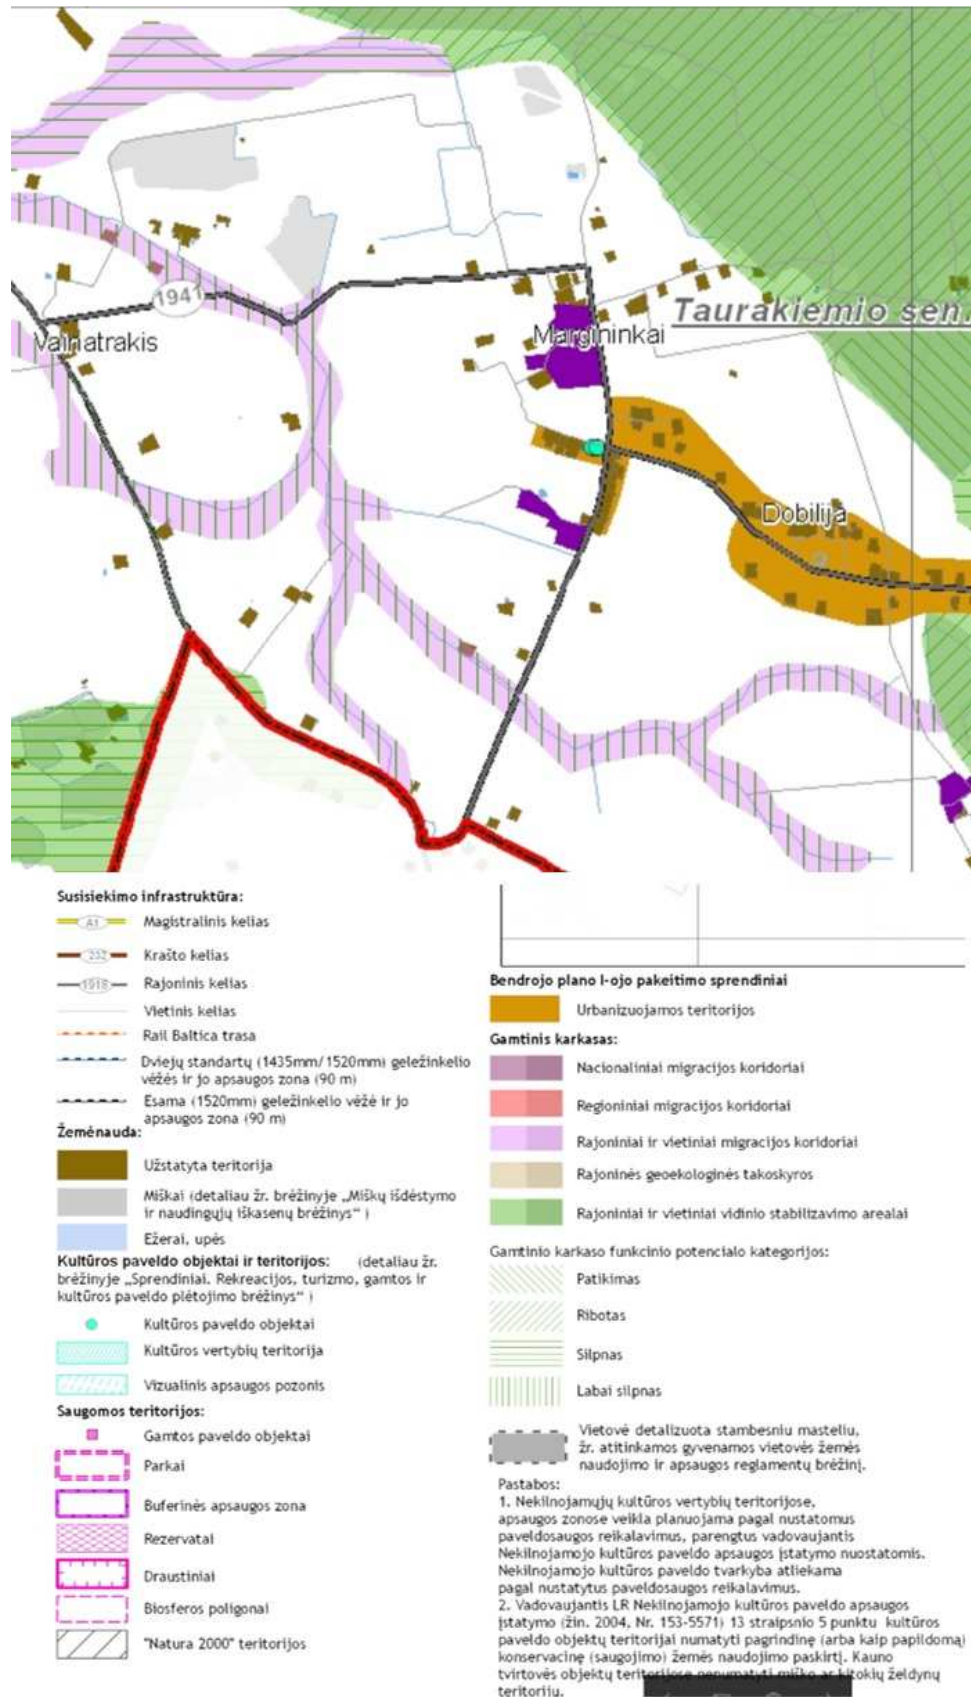 1941
Vainatrakis
Margininkai
Taurakiemio sen.
Dobilija
Susisiekimo infrastruktūra:
A1 Magistralinis kelias
232 Krašto kelias
1918 Rajoninis kelias
Vietinis kelias
Rail Baltica trasa
Dviejų standartų (1435mm/1520mm) geležinkelio
vėžės ir jo apsaugos zona (90 m)
Esama (1520mm) geležinkelio vėžė ir jo
apsaugos zona (90 m)
Žemėnauda:
Užstatyta teritorija
Miškai (detaliau žr. brėžinyje „Miškų išdėstymo
ir naudingųjų iškasenų brėžinys“ )
Ežerai, upės
Kultūros paveldo objektai ir teritorijos: (detaliau žr.
brėžinyje „Sprendiniai. Rekreacijos, turizmo, gamtos ir
kultūros paveldo plėtojimo brėžinys“ )
Kultūros paveldo objektai
Kultūros vertybių teritorija
Vizualinis apsaugos pozonis
Saugomos teritorijos:
Gamtos paveldo objektai
Parkai
Buferinės apsaugos zona
Rezervatai
Draustiniai
Biosferos poligonai
"Natura 2000" teritorijos
Bendrojo plano I-ojo pakeitimo sprendiniai
Urbanizuojamos teritorijos
Gamtinis karkasas:
Nacionaliniai migracijos koridoriai
Regioniniai migracijos koridoriai
Rajoniniai ir vietiniai migracijos koridoriai
Rajoninės geoekologinės takoskyros
Rajoniniai ir vietiniai vidinio stabilizavimo arealai
Gamtinio karkaso funkcinio potencialo kategorijos:
Patikimas
Ribotas
Silpnas
Labai silpnas
Vietovė detalizuota stambesniu masteliu,
žr. atitinkamos gyvenamos vietovės žemės
naudojimo ir apsaugos reglamentų brėžinį.
Pastabos:
1. Nekilnojamųjų kultūros vertybių teritorijose,
apsaugos zonose veikla planuojama pagal nustatomus
paveldosaugos reikalavimus, parengtus vadovaujantis
Nekilnojamojo kultūros paveldo apsaugos įstatymo nuostatomis.
Nekilnojamojo kultūros paveldo tvarkyba atliekama
pagal nustatytus paveldosaugos reikalavimus.
2. Vadovaujantis LR Nekilnojamojo kultūros paveldo apsaugos
įstatymo (žin. 2004, Nr. 153-5571) 13 straipsnio 5 punktu kultūros
paveldo objektų teritorijai numatyti pagrindinę (arba kaip papildomą)
konservacinę (saugojimo) žemės naudojimo paskirtį. Kauno
tvirtovės objektų teritorijose nenumatyti miško ar kitokių želdynų
teritorijų.